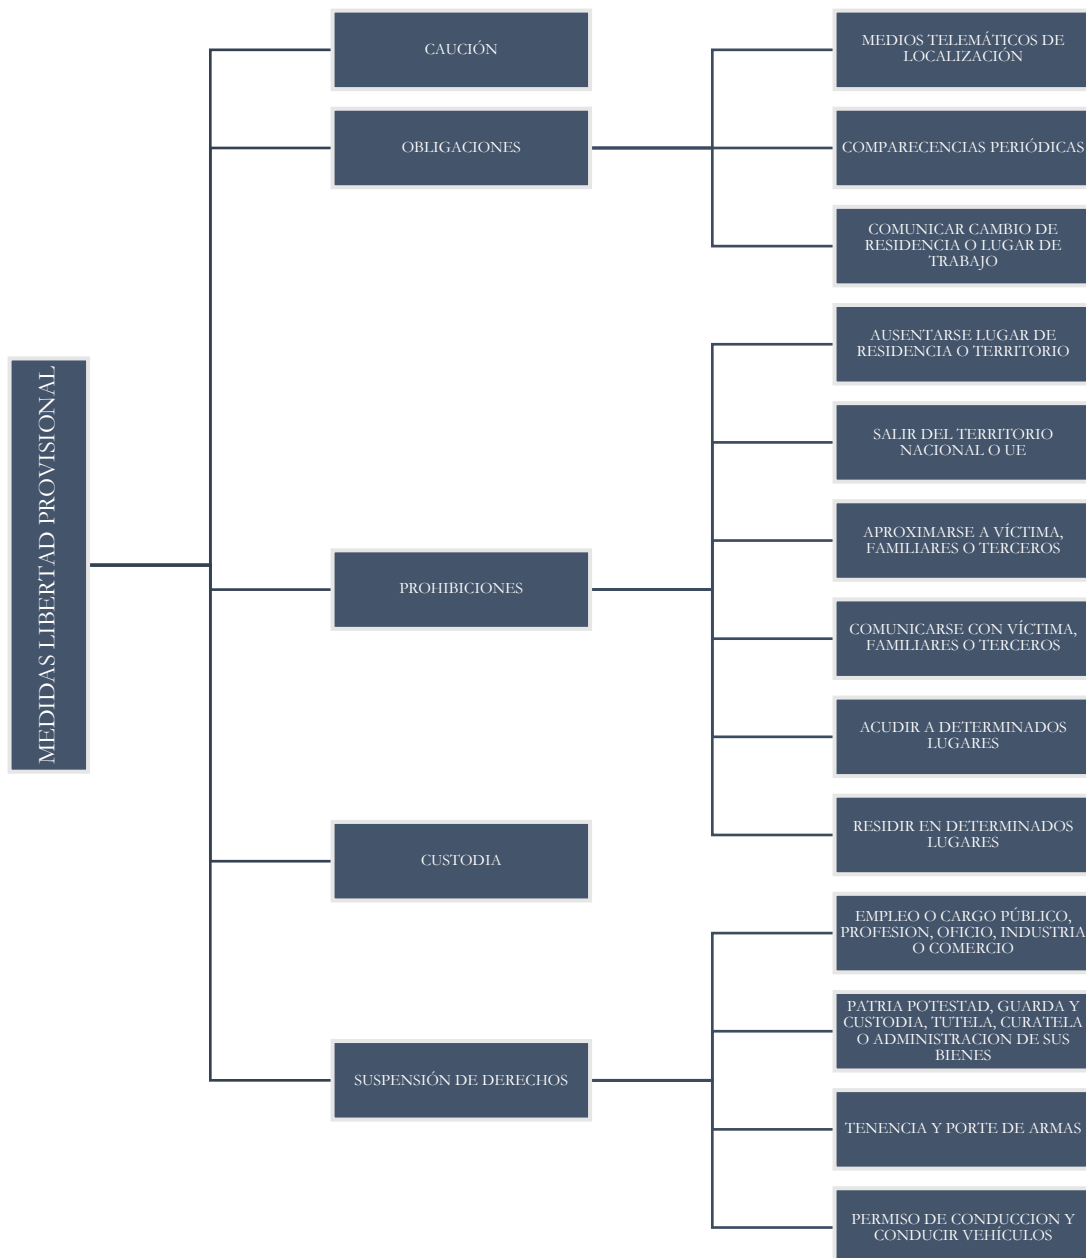 MEDIDAS LIBERTAD PROVISIONAL
CAUCIÓN
OBLIGACIONES
MEDIOS TELEMÁTICOS DE
LOCALIZACIÓN
COMPARECENCIAS PERIÓDICAS
COMUNICAR CAMBIO DE
RESIDENCIA O LUGAR DE
TRABAJO
PROHIBICIONES
AUSENTARSE LUGAR DE
RESIDENCIA O TERRITORIO
SALIR DEL TERRITORIO
NACIONAL O UE
APROXIMARSE A VÍCTIMA,
FAMILIARES O TERCEROS
COMUNICARSE CON VÍCTIMA,
FAMILIARES O TERCEROS
ACUDIR A DETERMINADOS
LUGARES
RESIDIR EN DETERMINADOS
LUGARES
CUSTODIA
SUSPENSIÓN DE DERECHOS
EMPLEO O CARGO PÚBLICO,
PROFESION, OFICIO, INDUSTRIA
O COMERCIO
PATRIA POTESTAD, GUARDA Y
CUSTODIA, TUTELA, CURATELA
O ADMINISTRACION DE SUS
BIENES
TENENCIA Y PORTE DE ARMAS
PERMISO DE CONDUCCION Y
CONDUCIR VEHÍCULOS